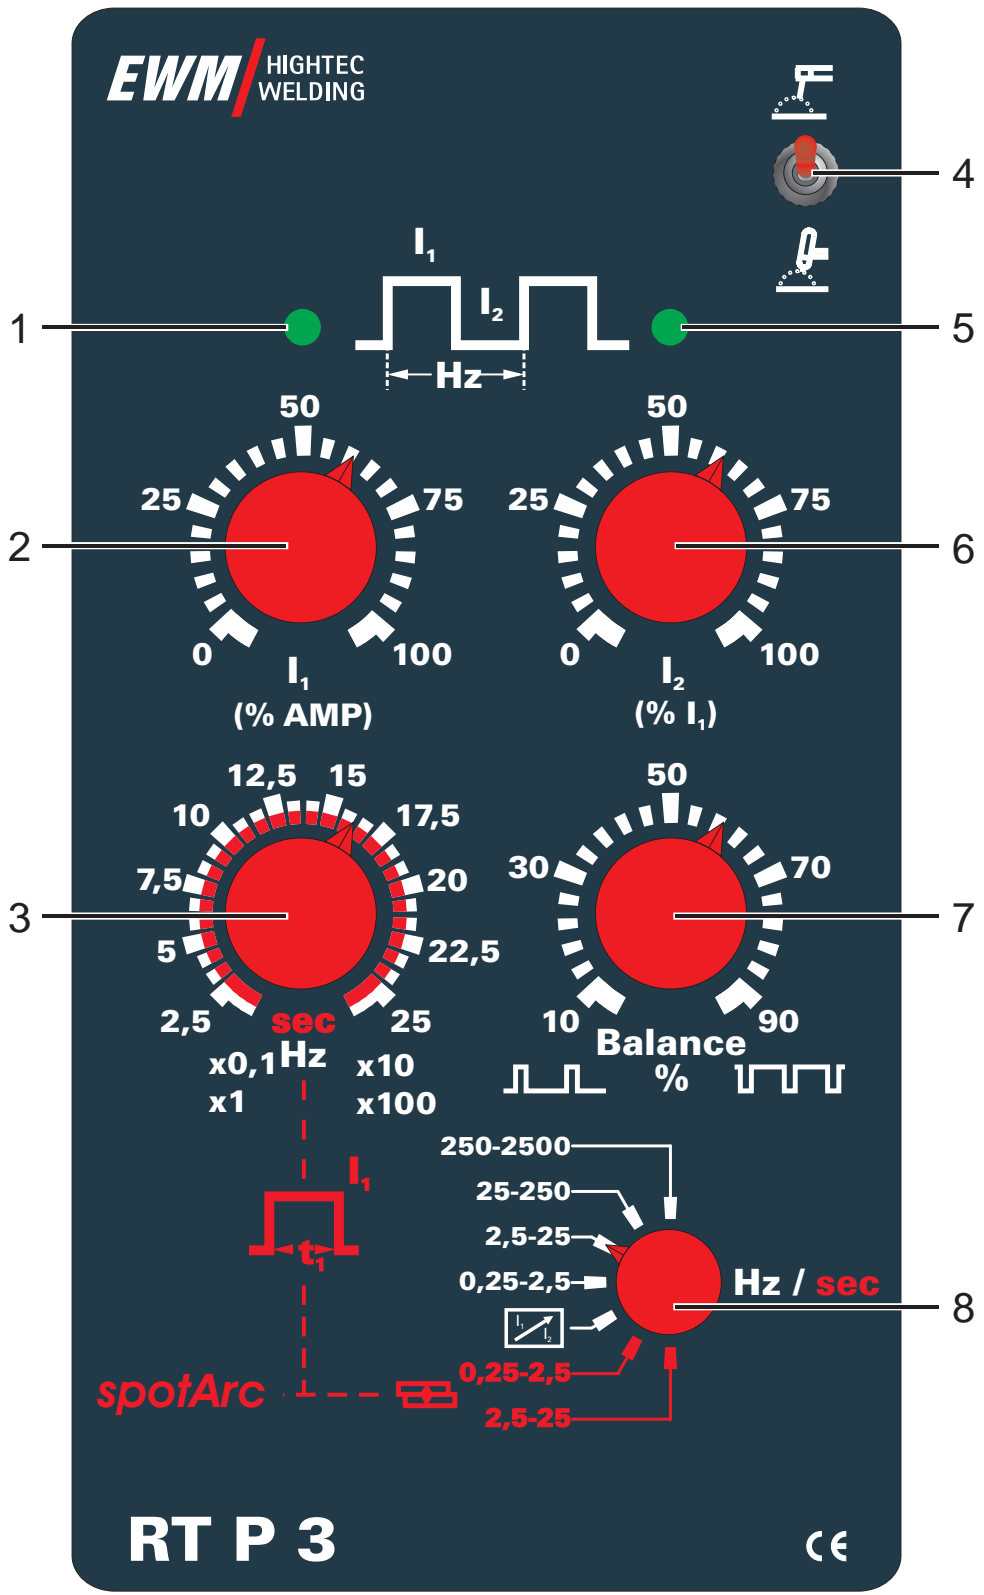 EWM HIGHTEC
WELDING
4
I₁
I₂
1
5
Hz
50
50
25
75
25
75
2
6
0
100
0
100
I₁
(% AMP)
I₂
(% I₁)
12,5
15
50
10
17,5
7,5
20
30
70
3
7
5
22,5
2,5
25
10
90
sec
Hz
Balance
%
x0,1
x10
x1
x100
250-2500
I₁
25-250
2,5-25
t₁
0,25-2,5
Hz / sec
8
I₁
I₂
0,25-2,5
spotArc
2,5-25
RT P 3
CE